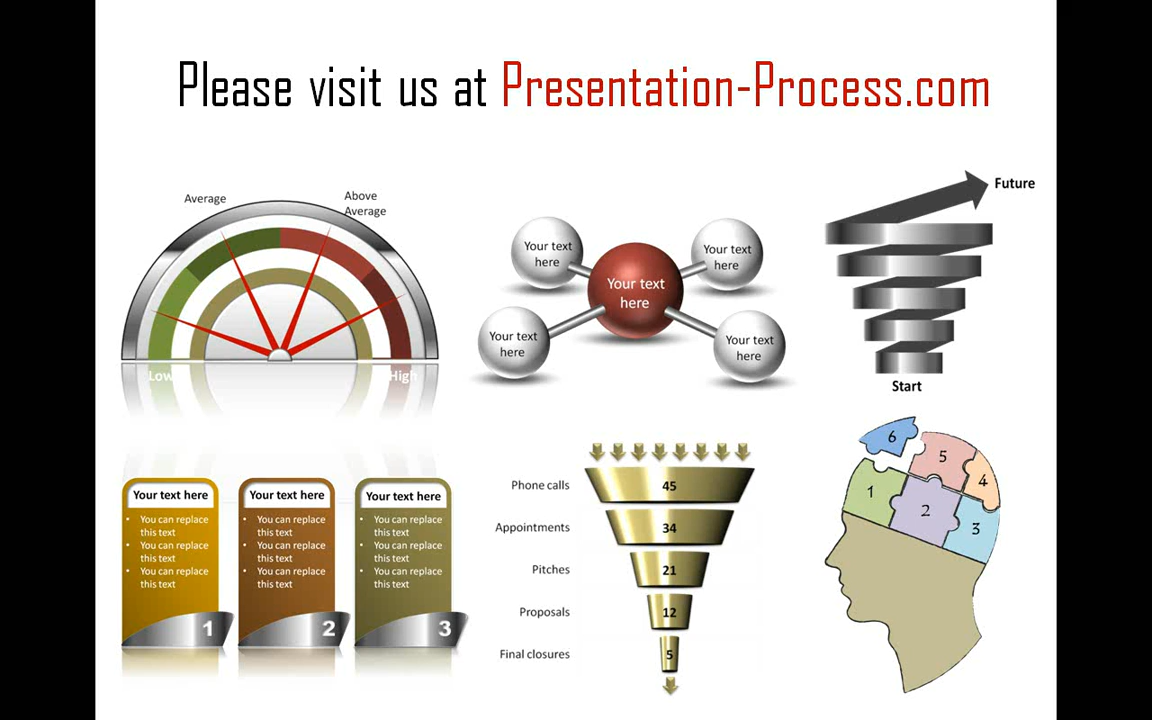 Please visit us at Presentation-Process.com
Average
Above
Average
Low
High
Your text
here
Your text
here
Your text
here
Your text
here
Your text
here
Future
Start
Your text here
You can replace
this text
You can replace
this text
You can replace
this text
1
Your text here
You can replace
this text
You can replace
this text
You can replace
this text
2
Your text here
You can replace
this text
You can replace
this text
You can replace
this text
3
Phone calls 45
Appointments 34
Pitches 21
Proposals 12
Final closures 5
6
5
4
1
2
3